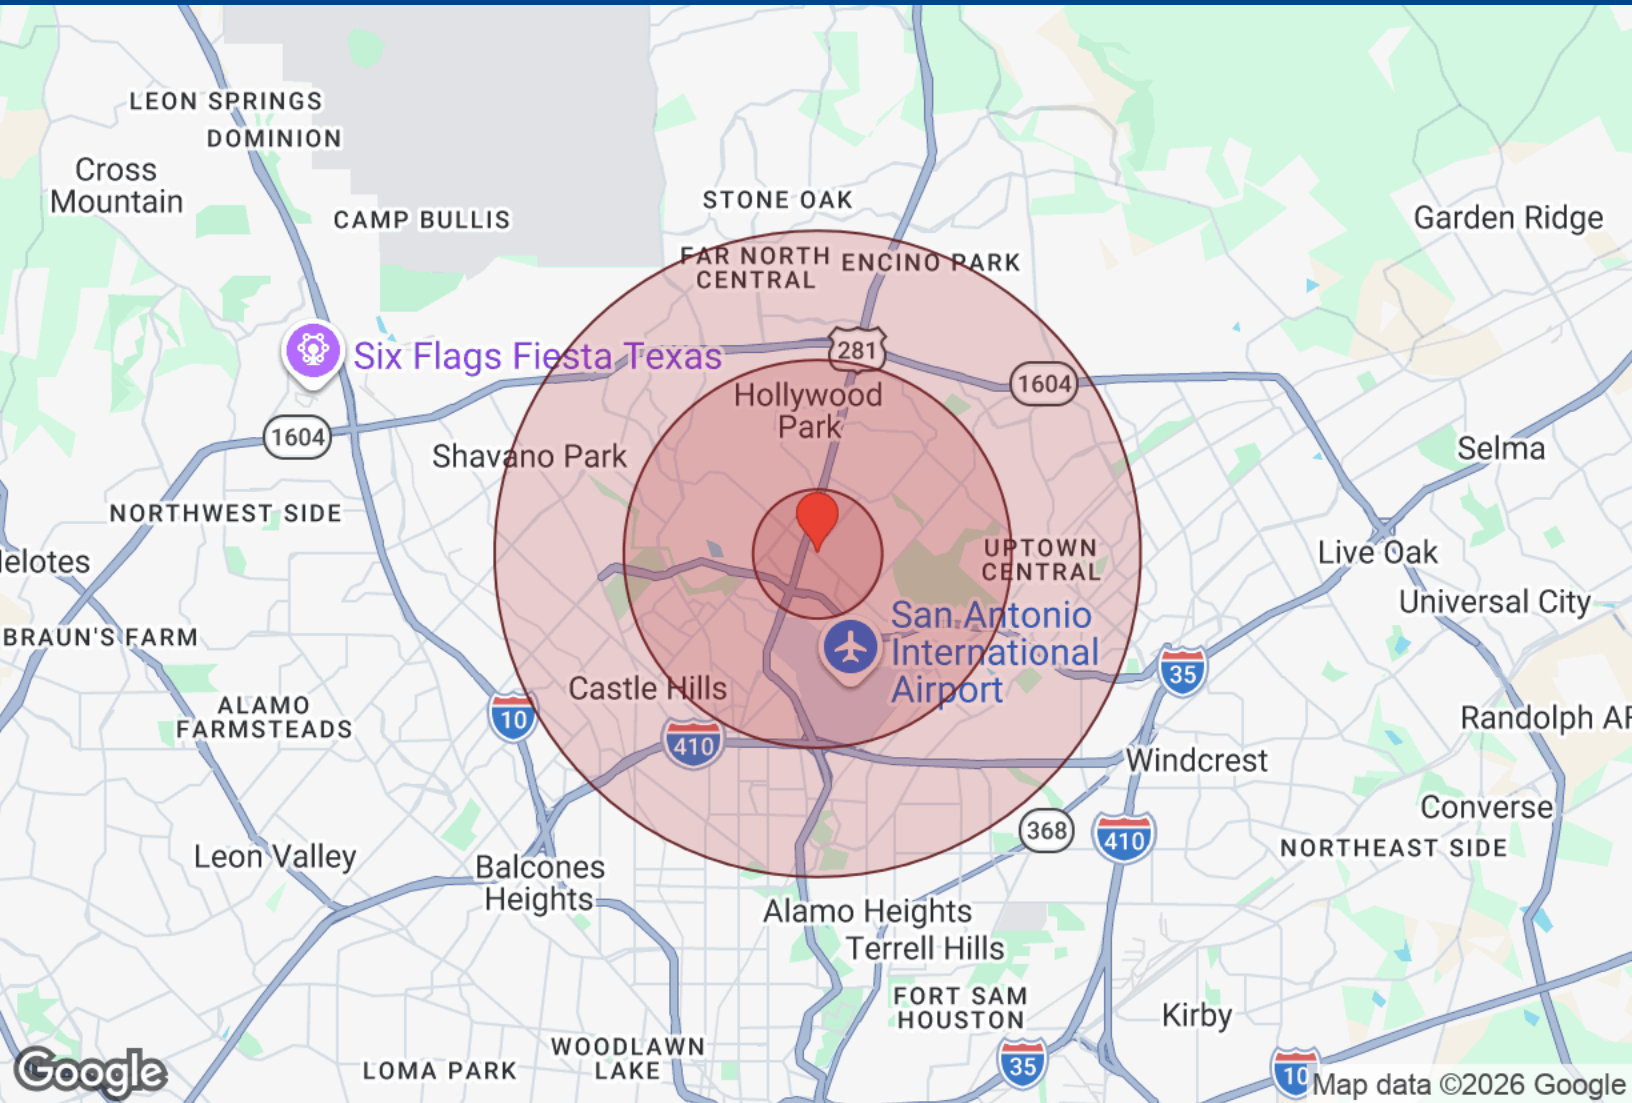 LEON SPRINGS
DOMINION
Cross
Mountain
CAMP BULLIS
STONE OAK
Garden Ridge
FAR NORTH
CENTRAL
ENCINO PARK
Six Flags Fiesta Texas
281
1604
Hollywood
Park
1604
Shavano Park
Selma
NORTHWEST SIDE
elotes
UPTOWN
CENTRAL
Live Oak
Universal City
BRAUN'S FARM
San Antonio
International
Airport
35
Castle Hills
ALAMO
FARMSTEADS
10
410
Randolph AF
Windcrest
Converse
368
410
NORTHEAST SIDE
Leon Valley
Balcones
Heights
Alamo Heights
Terrell Hills
FORT SAM
HOUSTON
Kirby
WOODLAWN
LAKE
LOMA PARK
35
10
Google
Map data ©2026 Google